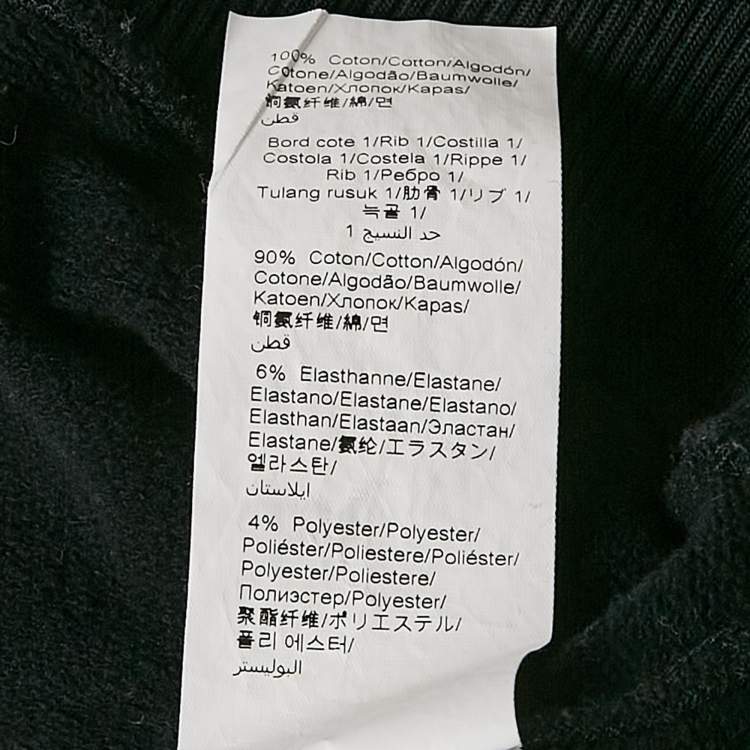 100% Coton/Cotton/Algodón/
Cotone/Algodão/Baumwolle/
Katoen/Хлопок/Kapas/
铜氨纤维/綿/면
قطن
Bord cote 1/Rib 1/Costilla 1/
Costola 1/Costela 1/Rippe 1/
Rib 1/Ребро 1/
Tulang rusuk 1/肋骨 1/リブ 1/
늑골 1/
حد النسيج 1
90% Coton/Cotton/Algodón/
Cotone/Algodão/Baumwolle/
Katoen/Хлопок/Kapas/
铜氨纤维/綿/면
قطن
6% Elasthanne/Elastane/
Elastano/Elastane/Elastano/
Elasthan/Elastaan/Эластан/
Elastane/氨纶/エラスタン/
엘라스탄/
ايلاستان
4% Polyester/Polyester/
Poliéster/Poliestere/Poliéster/
Polyester/Poliestere/
Полиэстер/Polyester/
聚酯纤维/ポリエステル/
폴리 에스터/
البوليستر